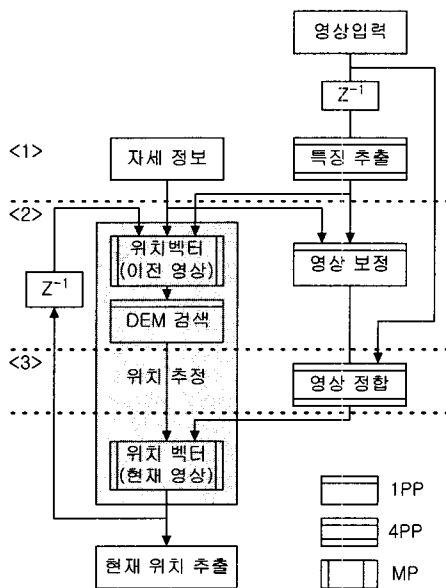 영상입력
Z⁻¹
<1>
자세 정보
특징 추출
<2>
위치벡터
(이전 영상)
영상 보정
Z⁻¹
DEM 검색
<3>
위치 추정
영상 정합
위치 벡터
(현재 영상)
1PP
4PP
현재 위치 추출
MP